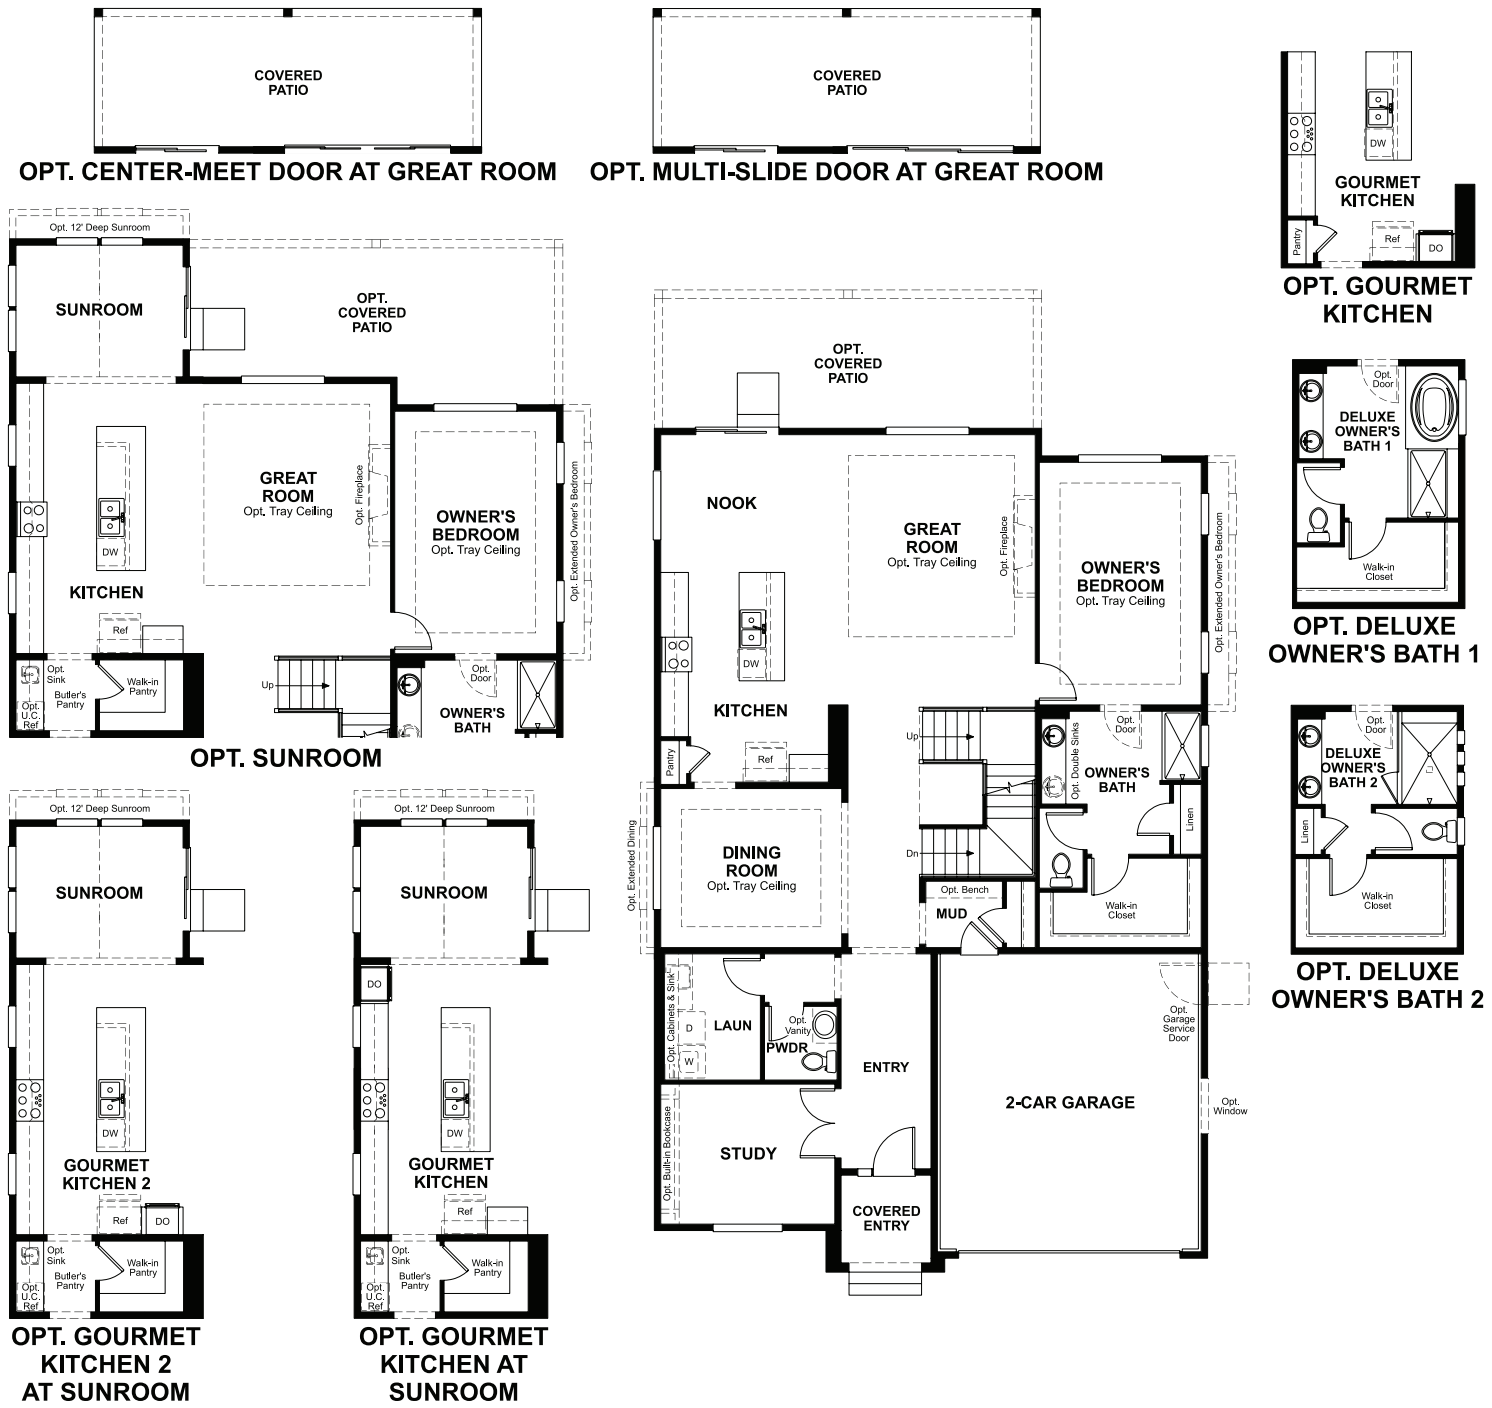 COVERED
PATIO
OPT. CENTER-MEET DOOR AT GREAT ROOM
COVERED
PATIO
OPT. MULTI-SLIDE DOOR AT GREAT ROOM
DW
GOURMET
KITCHEN
Pantry
Ref
DO
OPT. GOURMET
KITCHEN
Opt. 12' Deep Sunroom
SUNROOM
OPT.
COVERED
PATIO
GREAT
ROOM
Opt. Tray Ceiling
Opt. Fireplace
OWNER'S
BEDROOM
Opt. Tray Ceiling
Opt. Extended Owner's Bedroom
DW
KITCHEN
Ref
Opt.
Sink
Butler's
Pantry
Opt.
U.C.
Ref
Walk-in
Pantry
Up
Opt.
Door
OWNER'S
BATH
OPT. SUNROOM
OPT.
COVERED
PATIO
NOOK
GREAT
ROOM
Opt. Tray Ceiling
Opt. Fireplace
OWNER'S
BEDROOM
Opt. Tray Ceiling
Opt. Extended Owner's Bedroom
DW
KITCHEN
Pantry
Ref
Up
Dn
Opt. Double Sinks
Opt.
Door
OWNER'S
BATH
Linen
Walk-in
Closet
Opt. Extended Dining
DINING
ROOM
Opt. Tray Ceiling
Opt. Bench
MUD
Opt. Cabinets & Sink
D
W
LAUN
Opt.
Vanity
PWDR
ENTRY
Opt. Built-in Bookcase
STUDY
COVERED
ENTRY
2-CAR GARAGE
Opt.
Garage
Service
Door
Opt.
Window
Opt.
Door
DELUXE
OWNER'S
BATH 1
Walk-in
Closet
OPT. DELUXE
OWNER'S BATH 1
Opt.
Door
DELUXE
OWNER'S
BATH 2
Linen
Walk-in
Closet
OPT. DELUXE
OWNER'S BATH 2
Opt. 12' Deep Sunroom
SUNROOM
DW
GOURMET
KITCHEN 2
Ref
DO
Opt.
Sink
Butler's
Pantry
Opt.
U.C.
Ref
Walk-in
Pantry
OPT. GOURMET
KITCHEN 2
AT SUNROOM
Opt. 12' Deep Sunroom
SUNROOM
DO
DW
GOURMET
KITCHEN
Ref
Opt.
Sink
Butler's
Pantry
Opt.
U.C.
Ref
Walk-in
Pantry
OPT. GOURMET
KITCHEN AT
SUNROOM